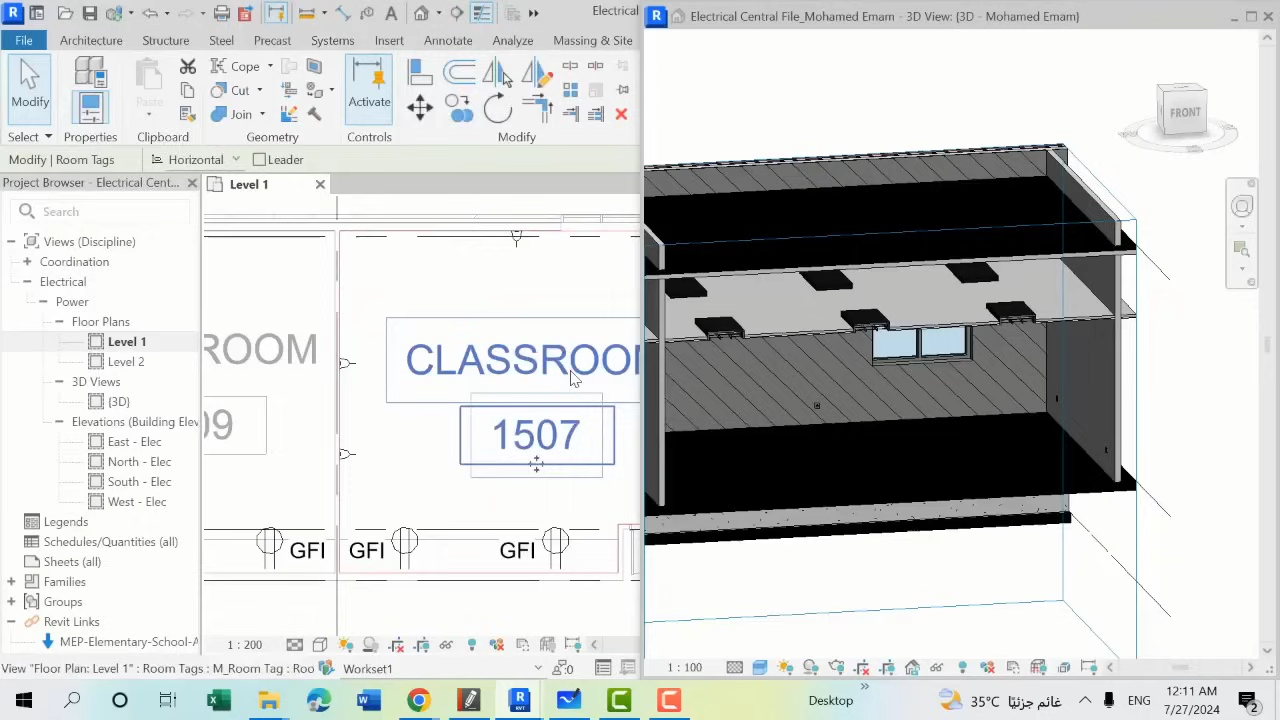 Electrical
File
Architecture
Structure
Steel
Precast
Systems
Insert
Annotate
Analyze
Massing & Site
Modify
Paste
Cope
Cut
Join
Activate
Select
Properties
Clipboard
Geometry
Controls
Modify
Modify | Room Tags
Horizontal
Leader
Project Browser - Electrical Cent...
Level 1
Search
Views (Discipline)
Coordination
Electrical
Power
Floor Plans
Level 1
Level 2
3D Views
{3D}
Elevations (Building Elev
East - Elec
North - Elec
South - Elec
West - Elec
Legends
Schedules/Quantities (all)
Sheets (all)
Families
Groups
Revit Links
MEP-Elementary-School-A
ROOM
09
CLASSROOM
1507
GFI
GFI
GFI
1 : 200
View "Floor Plan: Level 1" : Room Tags : M_Room Tag : Roo
Workset1
:0
Electrical Central File_Mohamed Emam - 3D View: {3D - Mohamed Emam}
FRONT
1 : 100
Desktop
35°C غائم جزئيًا
ENG
12:11 AM
7/27/2024
2